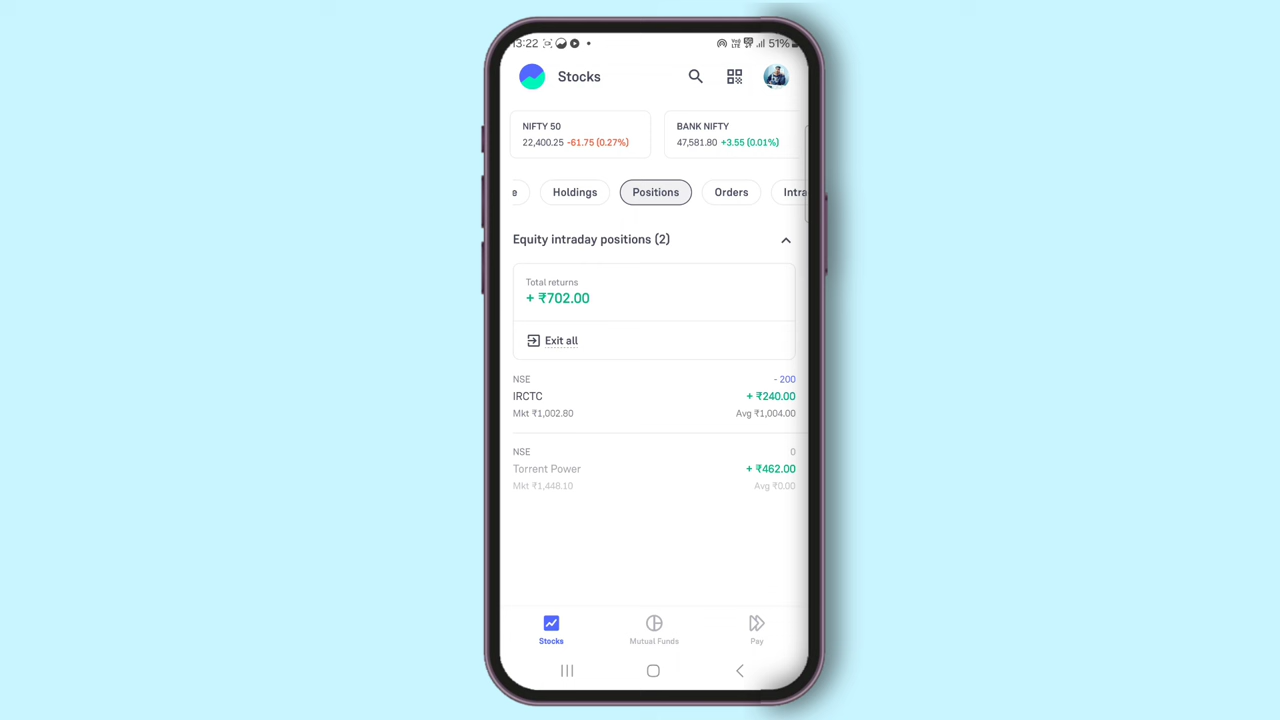 13:22 51%
Stocks
NIFTY 50
22,400.25 -61.75 (0.27%)
BANK NIFTY
47,581.80 +3.55 (0.01%)
e Holdings Positions Orders Intra
Equity intraday positions (2)
Total returns
+ ₹702.00
Exit all
NSE - 200
IRCTC + ₹240.00
Mkt ₹1,002.80 Avg ₹1,004.00
NSE 0
Torrent Power + ₹462.00
Mkt ₹1,448.10 Avg ₹0.00
Stocks Mutual Funds Pay